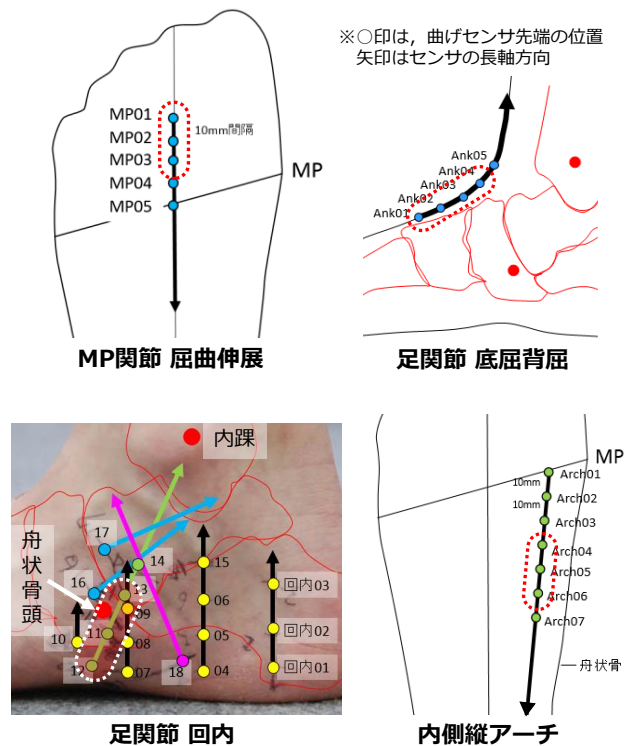 ※○印は，曲げセンサ先端の位置
矢印はセンサの長軸方向
MP01
MP02
MP03
MP04
MP05
10mm間隔
MP
MP関節 屈曲伸展
Ank05
Ank04
Ank03
Ank02
Ank01
足関節 底屈背屈
内踝
舟状骨頭
17
14
16
13
15
09
06
10
11
08
05
12
07
18
04
回内03
回内02
回内01
足関節 回内
MP
Arch01
10mm
Arch02
10mm
Arch03
Arch04
Arch05
Arch06
Arch07
舟状骨
内側縦アーチ